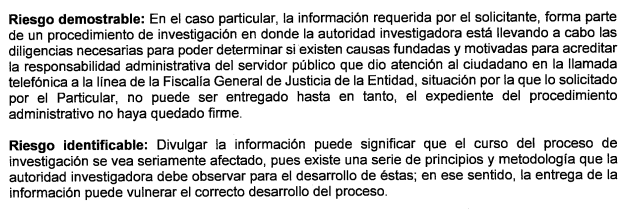 Riesgo demostrable: En el caso particular, la información requerida por el solicitante, forma parte
de un procedimiento de investigación en donde la autoridad investigadora está llevando a cabo las
diligencias necesarias para poder determinar si existen causas fundadas y motivadas para acreditar
la responsabilidad administrativa del servidor público que dio atención al ciudadano en la llamada
telefónica a la línea de la Fiscalía General de Justicia de la Entidad, situación por la que lo solicitado
por el Particular, no puede ser entregado hasta en tanto, el expediente del procedimiento
administrativo no haya quedado firme.
Riesgo identificable: Divulgar la información puede significar que el curso del proceso de
investigación se vea seriamente afectado, pues existe una serie de principios y metodología que la
autoridad investigadora debe observar para el desarrollo de éstas; en ese sentido, la entrega de la
información puede vulnerar el correcto desarrollo del proceso.